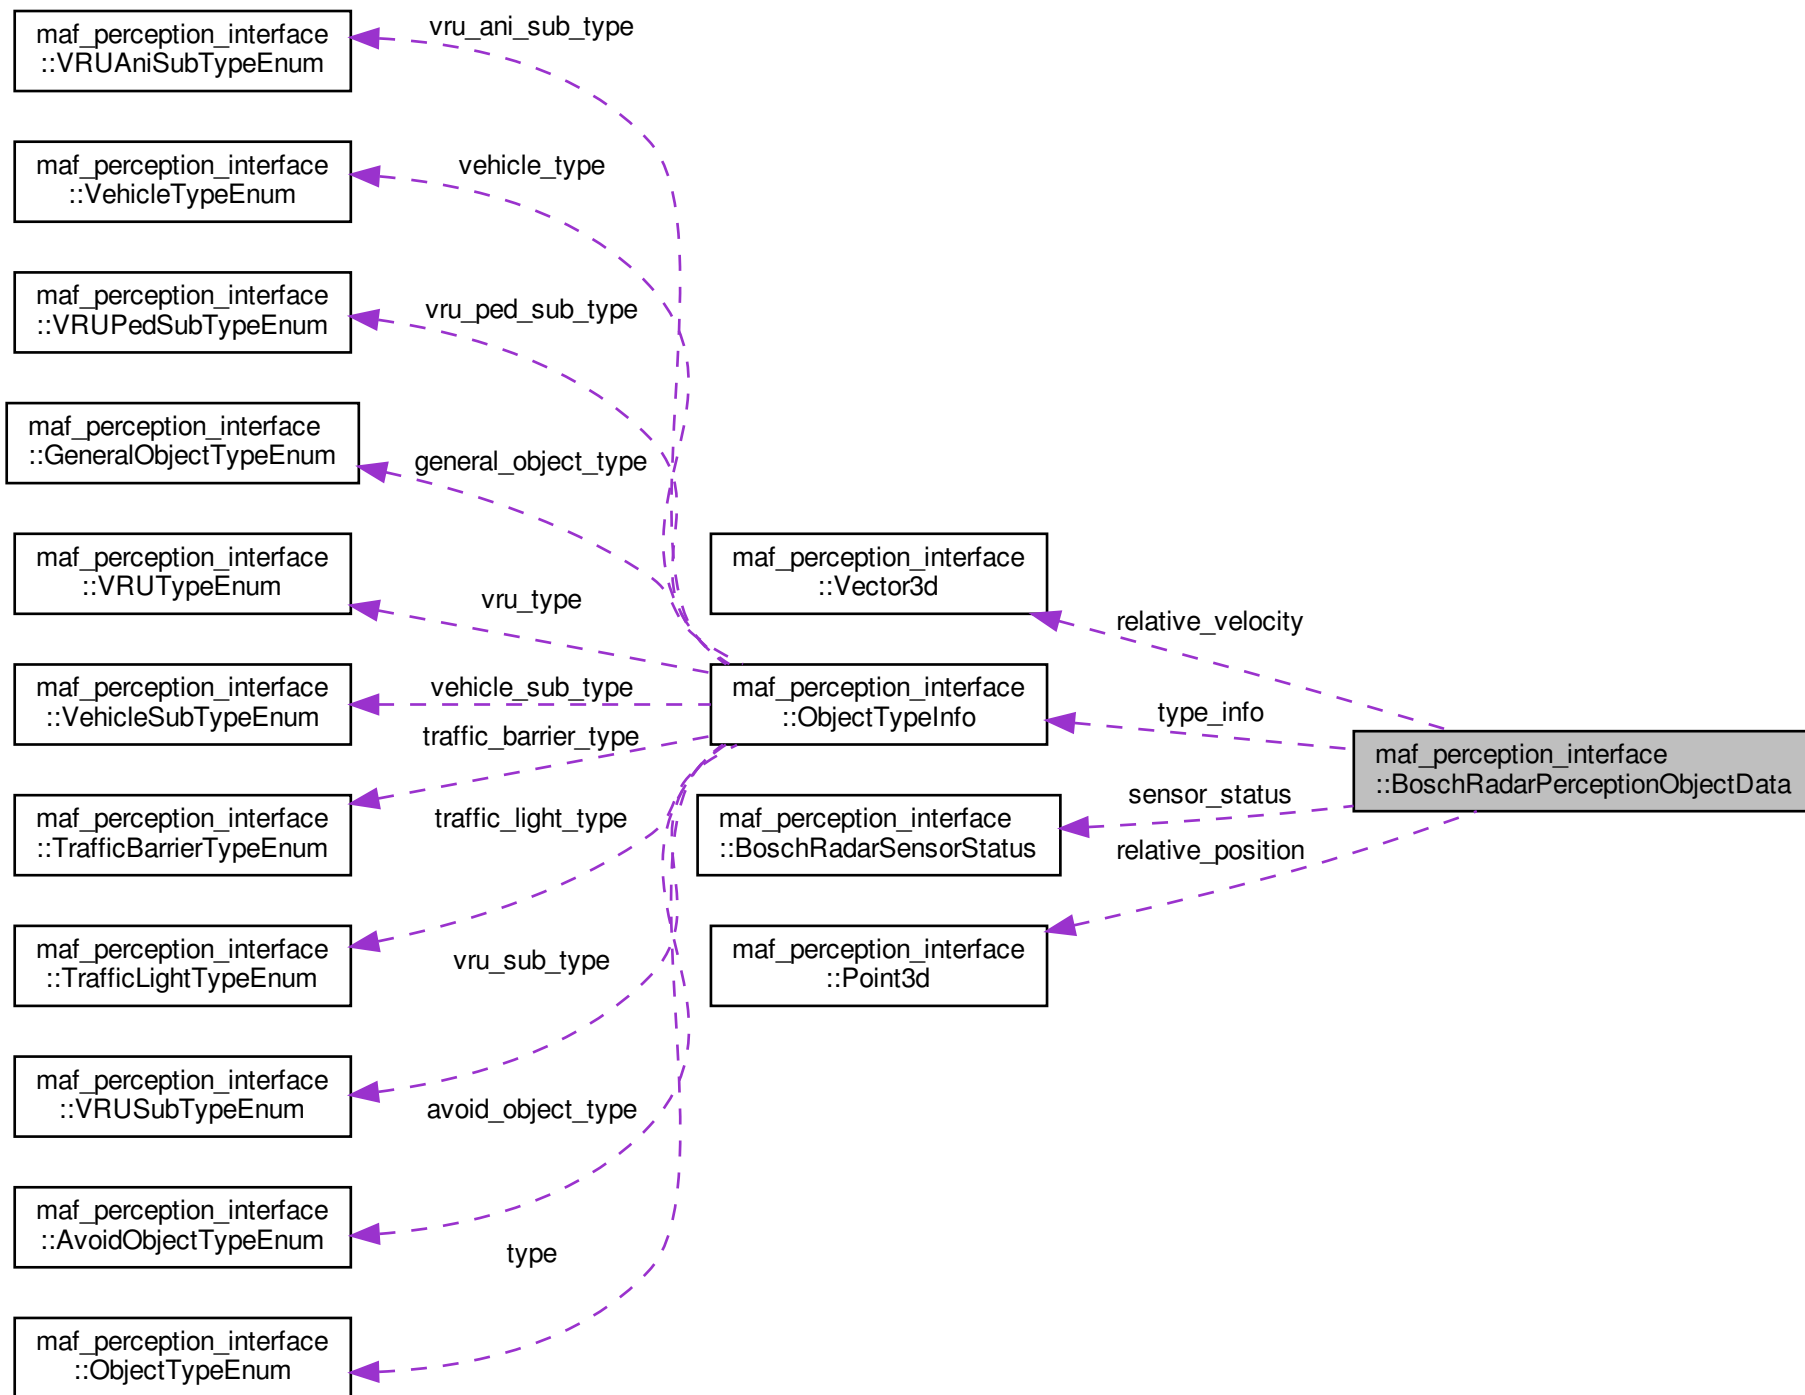 maf_perception_interface
::VRUAniSubTypeEnum
vru_ani_sub_type
maf_perception_interface
::VehicleTypeEnum
vehicle_type
maf_perception_interface
::VRUPedSubTypeEnum
vru_ped_sub_type
maf_perception_interface
::GeneralObjectTypeEnum
general_object_type
maf_perception_interface
::VRUTypeEnum
vru_type
maf_perception_interface
::VehicleSubTypeEnum
vehicle_sub_type
maf_perception_interface
::TrafficBarrierTypeEnum
traffic_barrier_type
maf_perception_interface
::TrafficLightTypeEnum
traffic_light_type
maf_perception_interface
::VRUSubTypeEnum
vru_sub_type
maf_perception_interface
::AvoidObjectTypeEnum
avoid_object_type
maf_perception_interface
::ObjectTypeEnum
type
maf_perception_interface
::Vector3d
relative_velocity
maf_perception_interface
::ObjectTypeInfo
type_info
maf_perception_interface
::BoschRadarSensorStatus
sensor_status
maf_perception_interface
::Point3d
relative_position
maf_perception_interface
::BoschRadarPerceptionObjectData